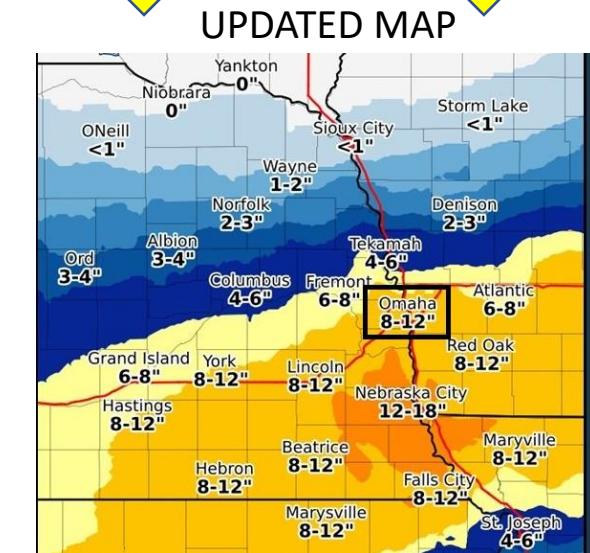 UPDATED MAP
Yankton
0"
Niobrara
0"
Storm Lake
<1"
ONeill
<1"
Sioux City
<1"
Wayne
1-2"
Norfolk
2-3"
Denison
2-3"
Albion
3-4"
Tekamah
4-6"
Ord
3-4"
Columbus
4-6"
Fremont
6-8"
Omaha
8-12"
Atlantic
6-8"
Red Oak
8-12"
Grand Island
6-8"
York
8-12"
Lincoln
8-12"
Nebraska City
12-18"
Hastings
8-12"
Maryville
8-12"
Beatrice
8-12"
Hebron
8-12"
Falls City
8-12"
Marysville
8-12"
St. Joseph
4-6"